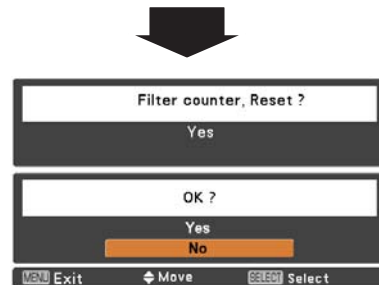 Filter counter, Reset ?
Yes
OK ?
Yes
No
MENU Exit Move SELECT Select